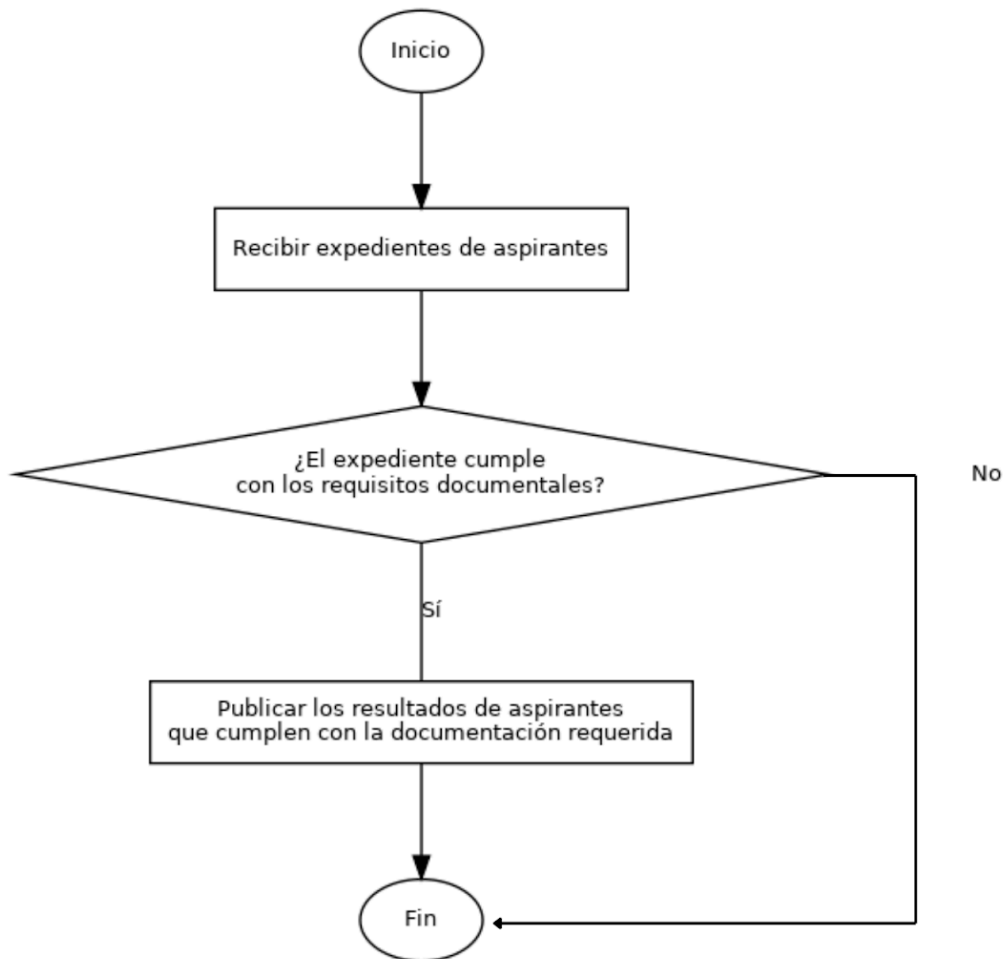 Inicio
Recibir expedientes de aspirantes
¿El expediente cumple
con los requisitos documentales?
No
Sí
Publicar los resultados de aspirantes
que cumplen con la documentación requerida
Fin